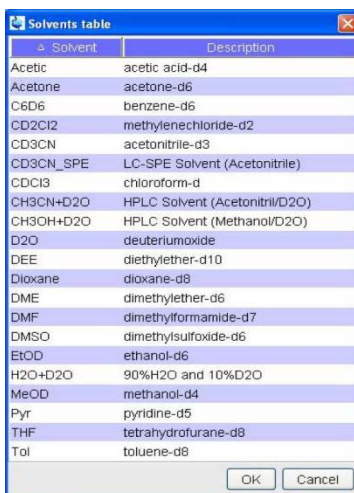 Solvents table
Solvent Description
Acetic acetic acid-d4
Acetone acetone-d6
C6D6 benzene-d6
CD2Cl2 methylenechloride-d2
CD3CN acetonitrile-d3
CD3CN_SPE LC-SPE Solvent (Acetonitrile)
CDCl3 chloroform-d
CH3CN+D2O HPLC Solvent (Acetonitril/D2O)
CH3OH+D2O HPLC Solvent (Methanol/D2O)
D2O deuteriumoxide
DEE diethylether-d10
Dioxane dioxane-d8
DME dimethylether-d6
DMF dimethylformamide-d7
DMSO dimethylsulfoxide-d6
EtOD ethanol-d6
H2O+D2O 90%H2O and 10%D2O
MeOD methanol-d4
Pyr pyridine-d5
THF tetrahydrofurane-d8
Tol toluene-d8
OK Cancel